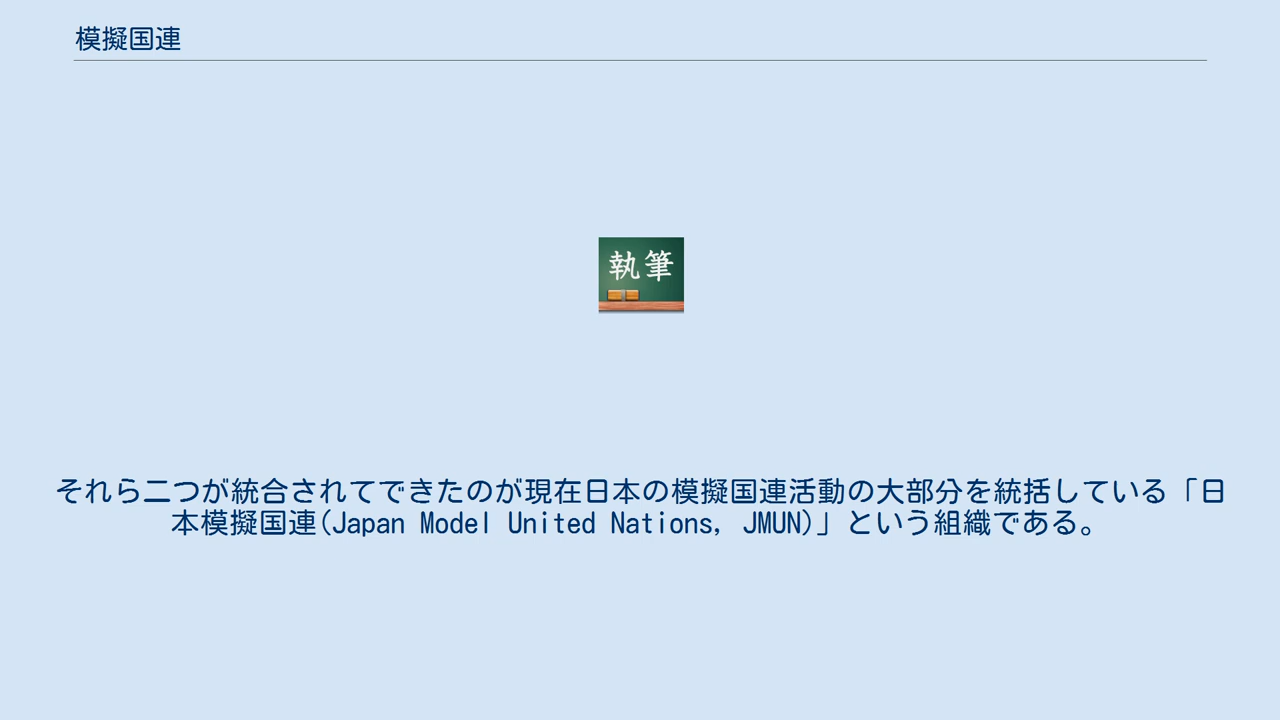 模擬国連
執筆
それら二つが統合されてできたのが現在日本の模擬国連活動の大部分を統括している「日
本模擬国連(Japan Model United Nations, JMUN)」という組織である。